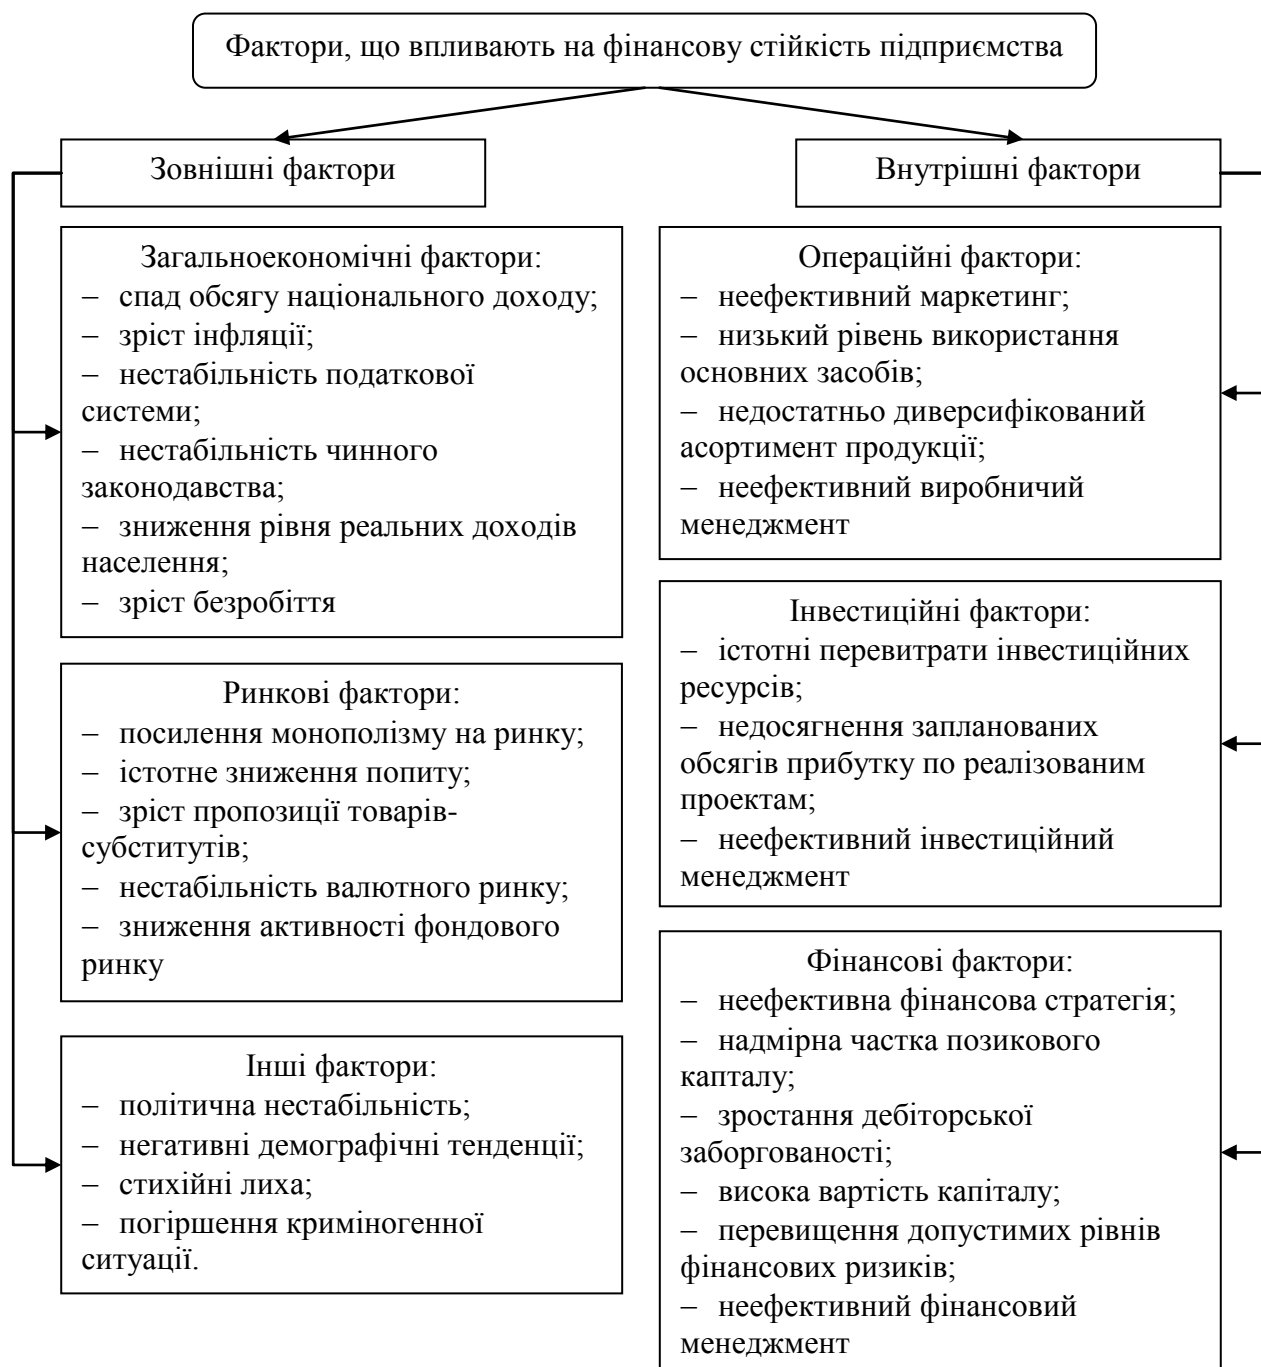 Фактори, що впливають на фінансову стійкість підприємства
Зовнішні фактори
Загальноекономічні фактори:
– спад обсягу національного доходу;
– зріст інфляції;
– нестабільність податкової
системи;
– нестабільність чинного
законодавства;
– зниження рівня реальних доходів
населення;
– зріст безробіття
Ринкові фактори:
– посилення монополізму на ринку;
– істотне зниження попиту;
– зріст пропозиції товарів-
субститутів;
– нестабільність валютного ринку;
– зниження активності фондового
ринку
Інші фактори:
– політична нестабільність;
– негативні демографічні тенденції;
– стихійні лиха;
– погіршення криміногенної
ситуації.
Внутрішні фактори
Операційні фактори:
– неефективний маркетинг;
– низький рівень використання
основних засобів;
– недостатньо диверсифікований
асортимент продукції;
– неефективний виробничий
менеджмент
Інвестиційні фактори:
– істотні перевитрати інвестиційних
ресурсів;
– недосягнення запланованих
обсягів прибутку по реалізованим
проектам;
– неефективний інвестиційний
менеджмент
Фінансові фактори:
– неефективна фінансова стратегія;
– надмірна частка позикового
капталу;
– зростання дебіторської
заборгованості;
– висока вартість капіталу;
– перевищення допустимих рівнів
фінансових ризиків;
– неефективний фінансовий
менеджмент